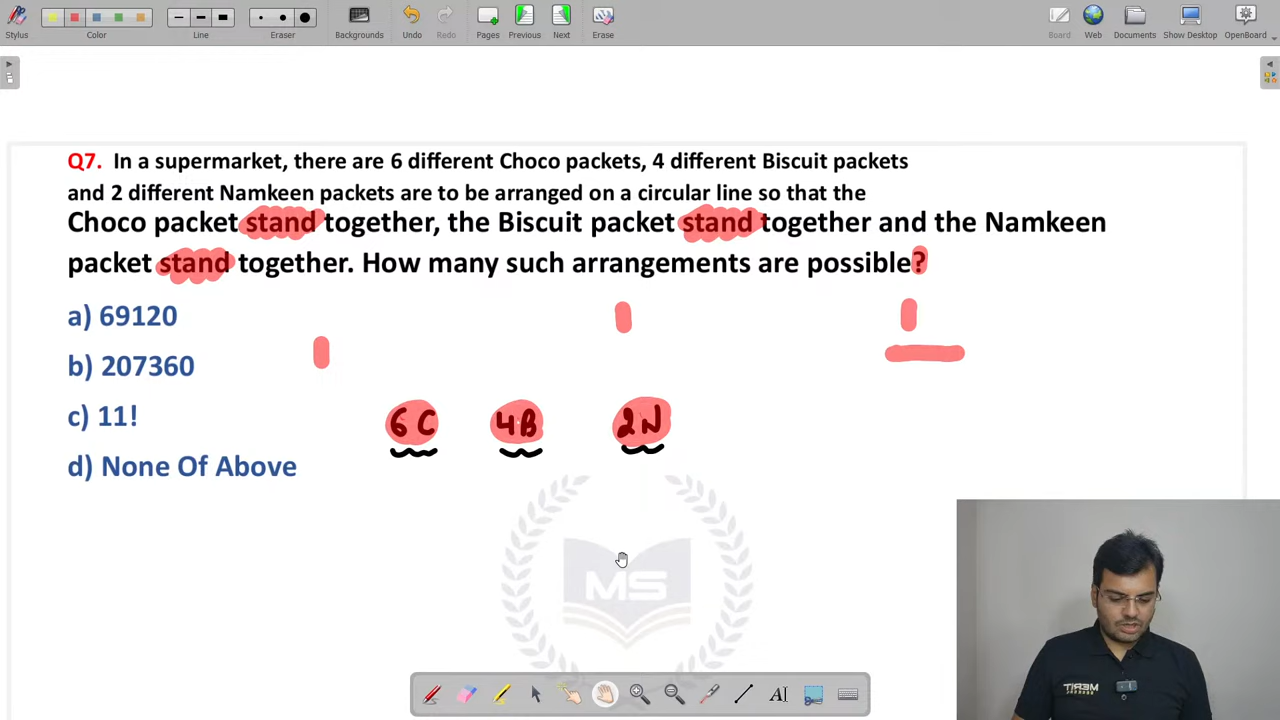 Stylus Color Line Eraser Backgrounds Undo Redo Pages Previous Next Erase Board Web Documents Show Desktop OpenBoard
Q7. In a supermarket, there are 6 different Choco packets, 4 different Biscuit packets
and 2 different Namkeen packets are to be arranged on a circular line so that the
Choco packet stand together, the Biscuit packet stand together and the Namkeen
packet stand together. How many such arrangements are possible?
a) 69120
b) 207360
c) 11!
d) None Of Above
6C 4B 2N
MS